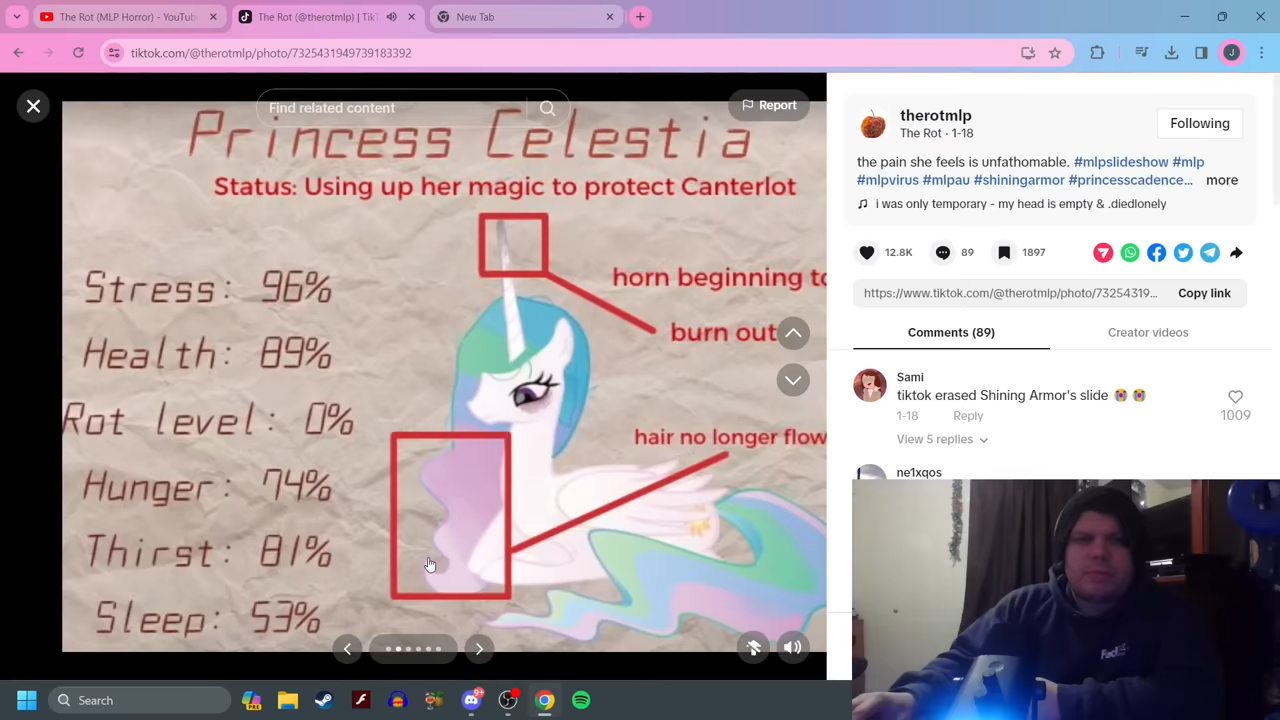 The Rot (MLP Horror) - YouTub
The Rot (@therotmlp) | Tik
New Tab
tiktok.com/@therotmlp/photo/7325431949739183392
J
Find related content
Report
Princess Celestia
Status: Using up her magic to protect Canterlot
Stress: 96%
Health: 89%
Rot level: 0%
Hunger: 74%
Thirst: 81%
Sleep: 53%
horn beginning to
burn out
hair no longer flow
therotmlp
The Rot · 1-18
Following
the pain she feels is unfathomable. #mlpslideshow #mlp
#mlpvirus #mlpau #shiningarmor #princesscadence... more
i was only temporary - my head is empty & .diedlonely
12.8K
89
1897
https://www.tiktok.com/@therotmlp/photo/73254319...
Copy link
Comments (89)
Creator videos
Sami
tiktok erased Shining Armor's slide 😭 😭
1-18
Reply
1009
View 5 replies
ne1xqos
FedEx
Search
PRE
9+